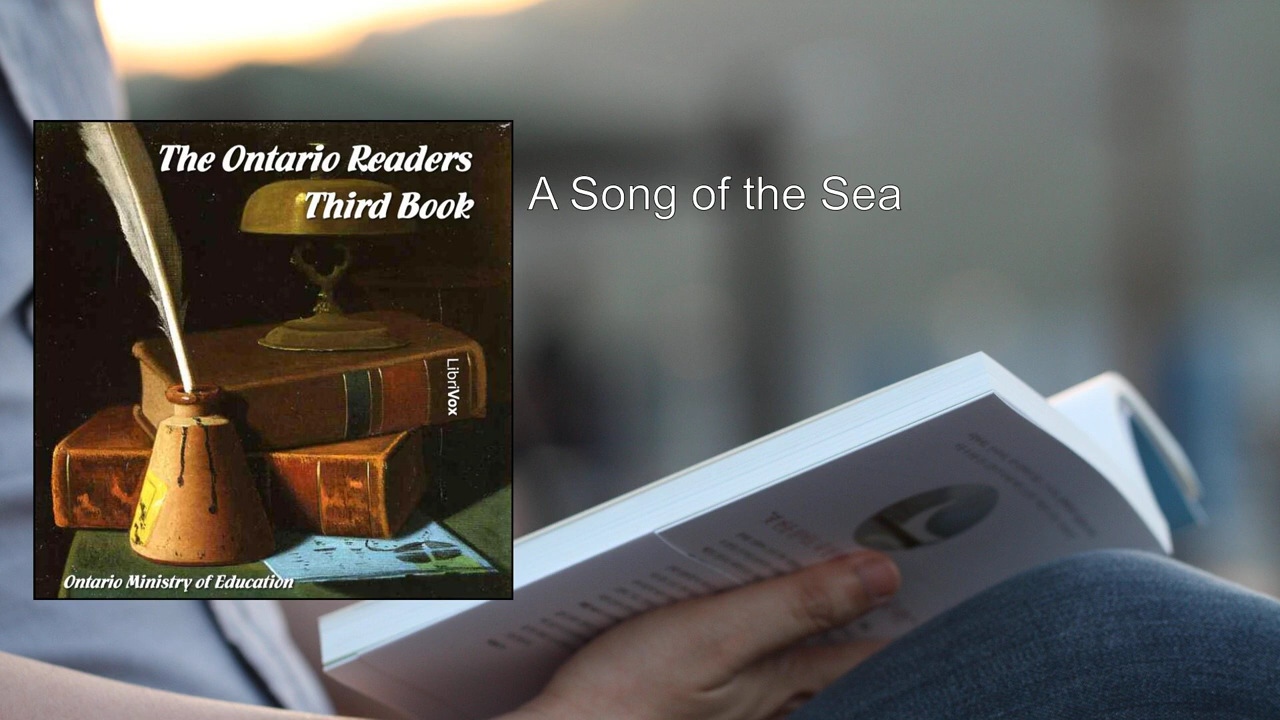 The Ontario Readers
Third Book
A Song of the Sea
LibriVox
Ontario Ministry of Education